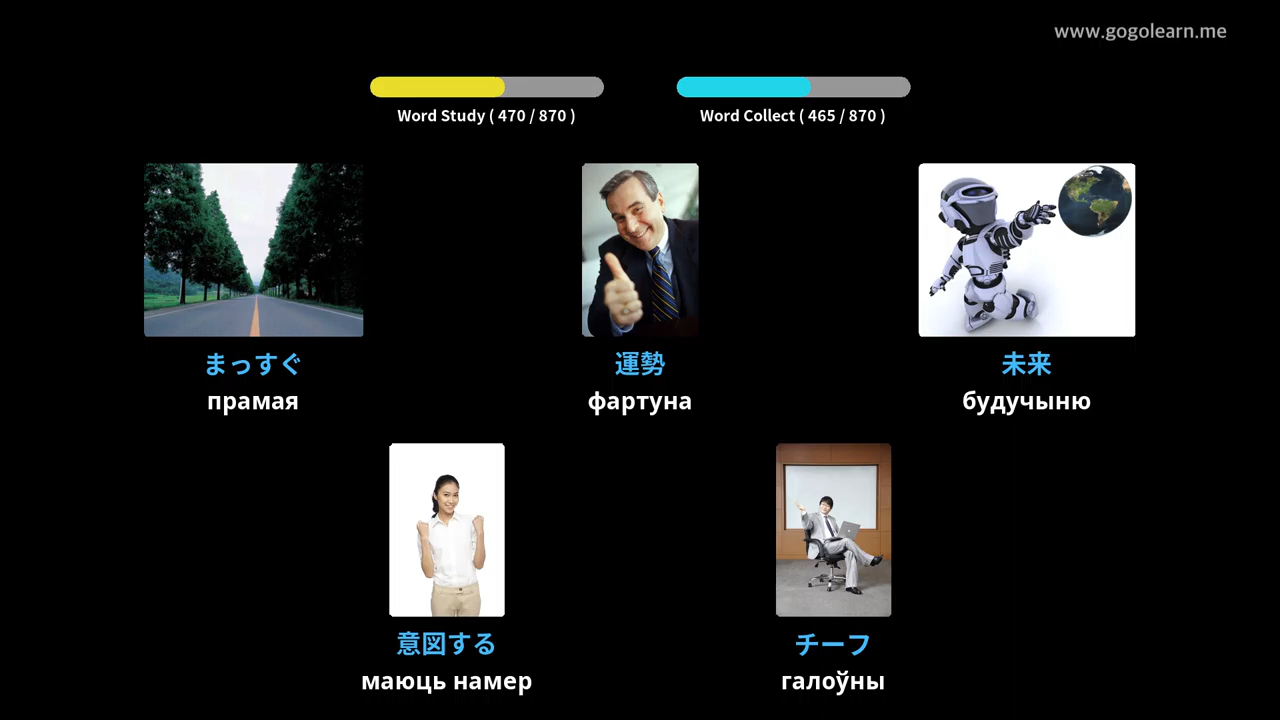 www.gogolearn.me
Word Study ( 470 / 870 )
Word Collect ( 465 / 870 )
まっすぐ
прамая
運勢
фартуна
未来
будучыню
意図する
маюць намер
チーフ
галоўны